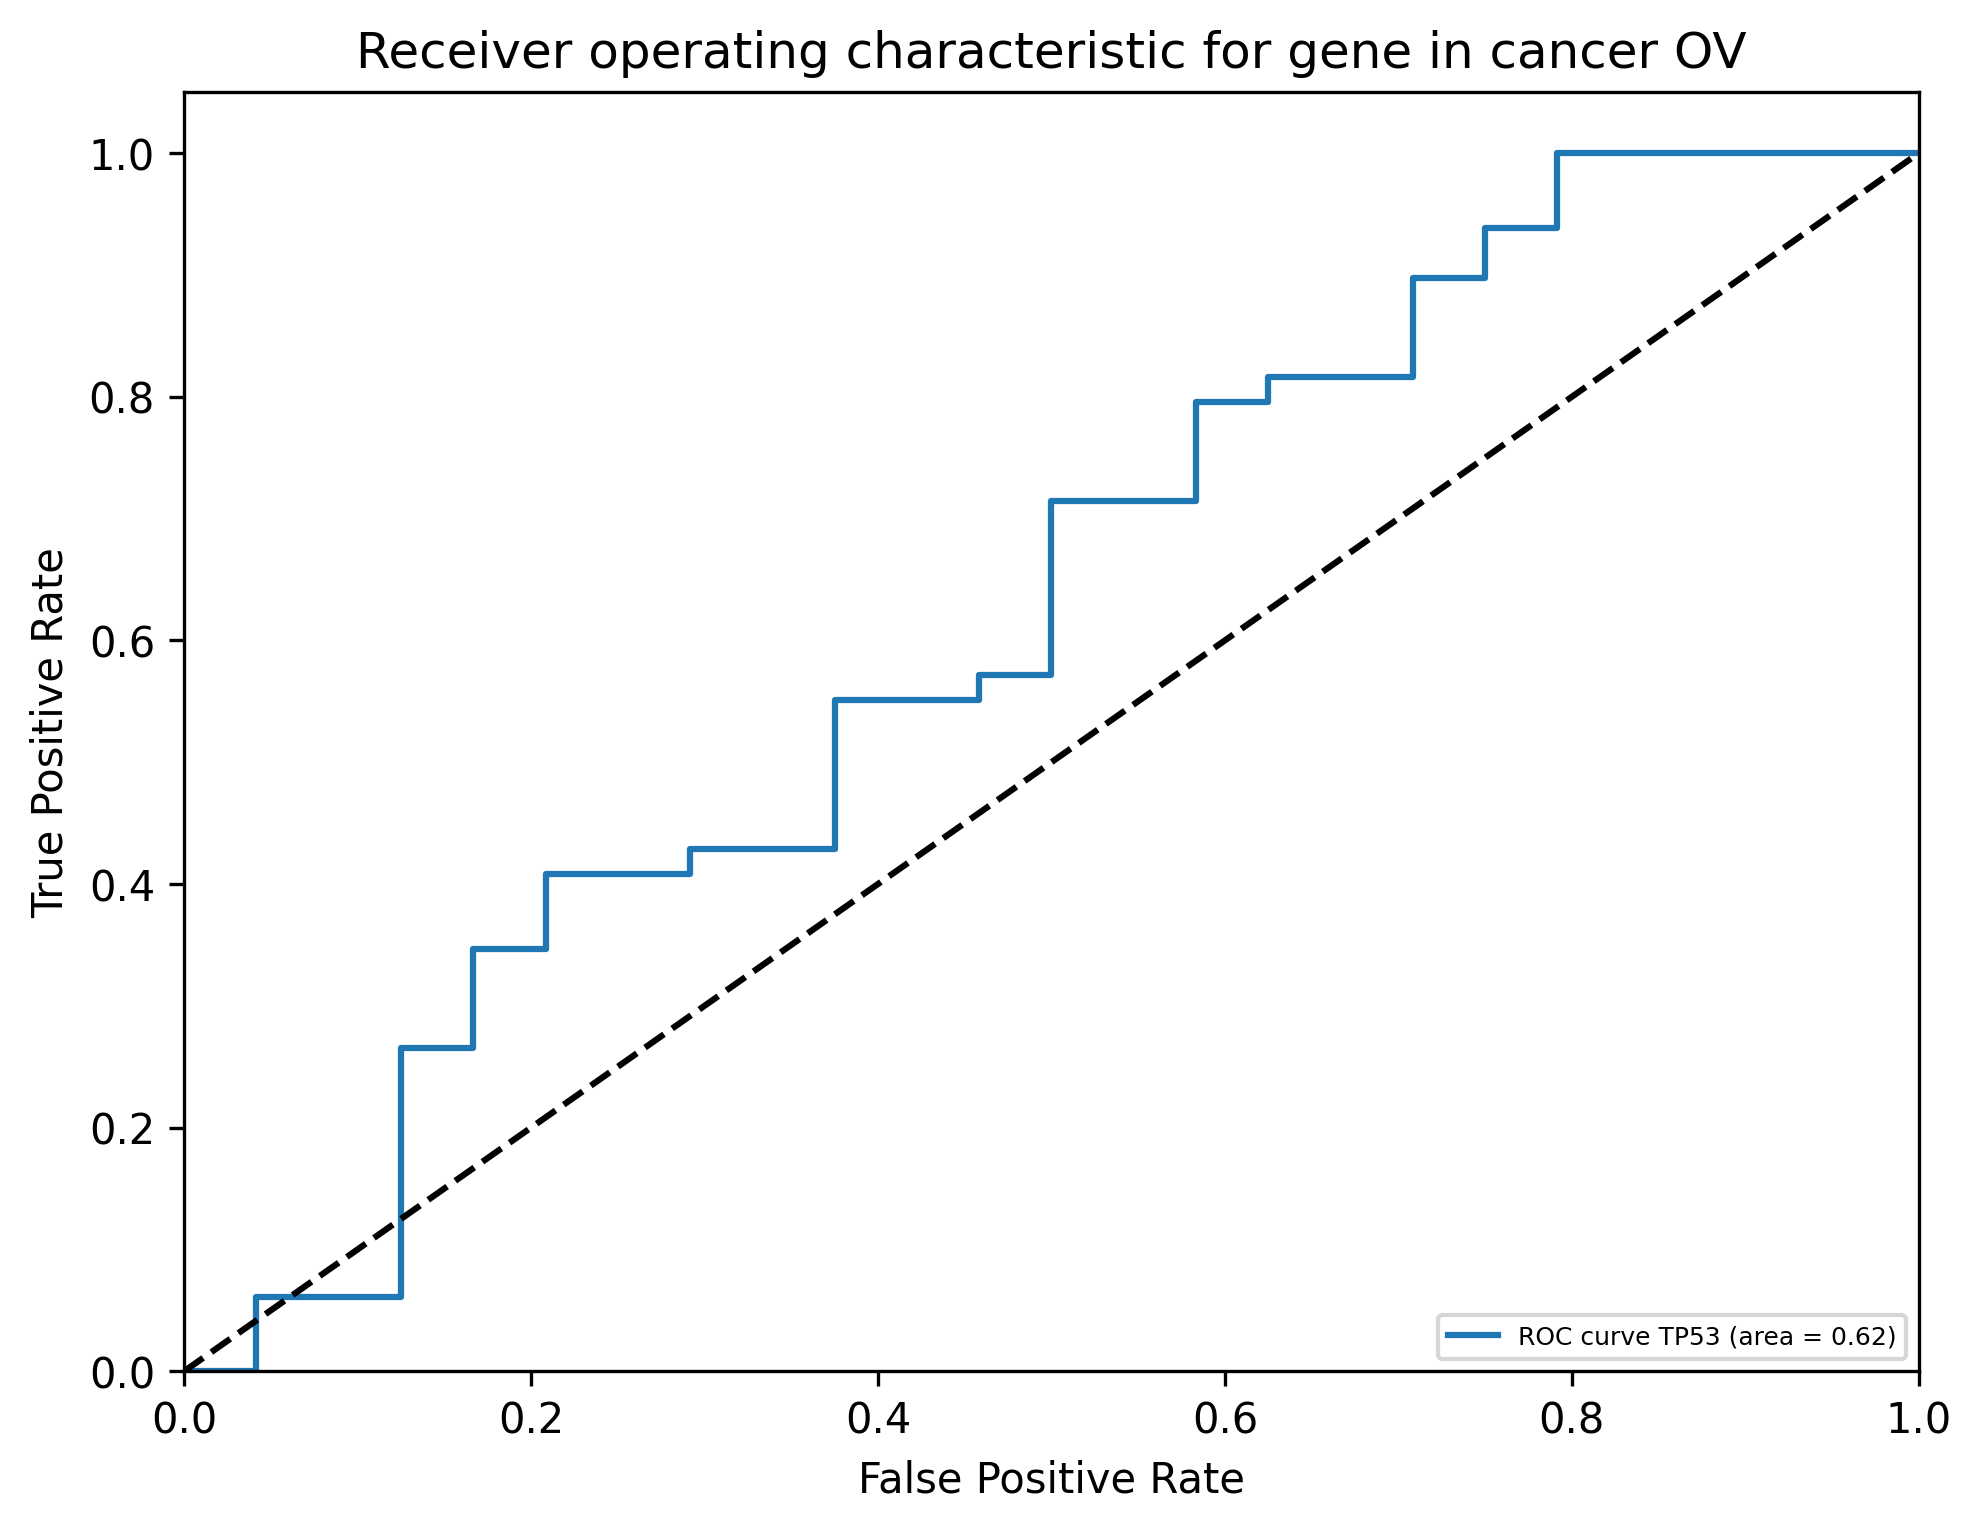 Receiver operating characteristic for gene in cancer OV
True Positive Rate
1.0
0.8
0.6
0.4
0.2
0.0
ROC curve TP53 (area = 0.62)
0.0 0.2 0.4 0.6 0.8 1.0
False Positive Rate